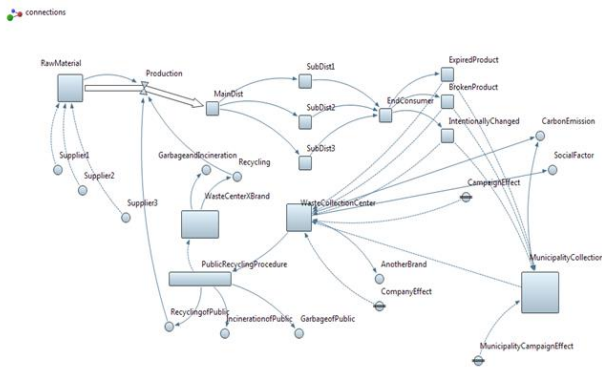 connections
RawMaterial
Production
MainDist
SubDist1
SubDist2
SubDist3
EndConsumer
ExpiredProduct
BrokenProduct
IntentionallyChanged
CarbonEmission
SocialFactor
CampaignEffect
Supplier1
Supplier2
Supplier3
GarbageandIncineration
Recycling
WasteCenterXBrand
WasteCollectionCenter
PublicRecyclingProcedure
AnotherBrand
CompanyEffect
MunicipalityCollection
RecyclingofPublic
IncinerationofPublic
GarbageofPublic
MunicipalityCampaignEffect